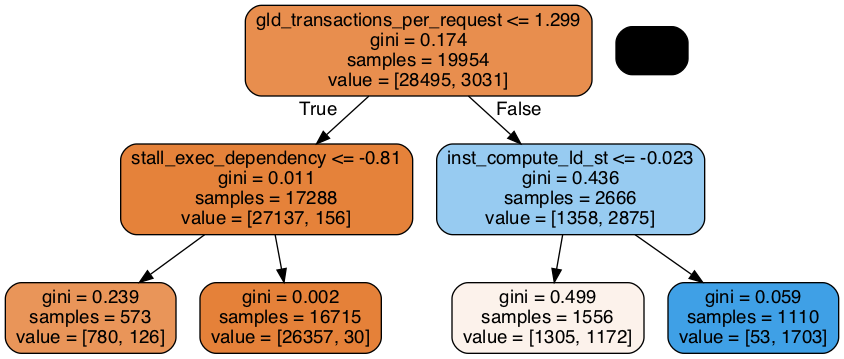 gld_transactions_per_request <= 1.299
gini = 0.174
samples = 19954
value = [28495, 3031]
True
False
stall_exec_dependency <= -0.81
gini = 0.011
samples = 17288
value = [27137, 156]
inst_compute_ld_st <= -0.023
gini = 0.436
samples = 2666
value = [1358, 2875]
gini = 0.239
samples = 573
value = [780, 126]
gini = 0.002
samples = 16715
value = [26357, 30]
gini = 0.499
samples = 1556
value = [1305, 1172]
gini = 0.059
samples = 1110
value = [53, 1703]